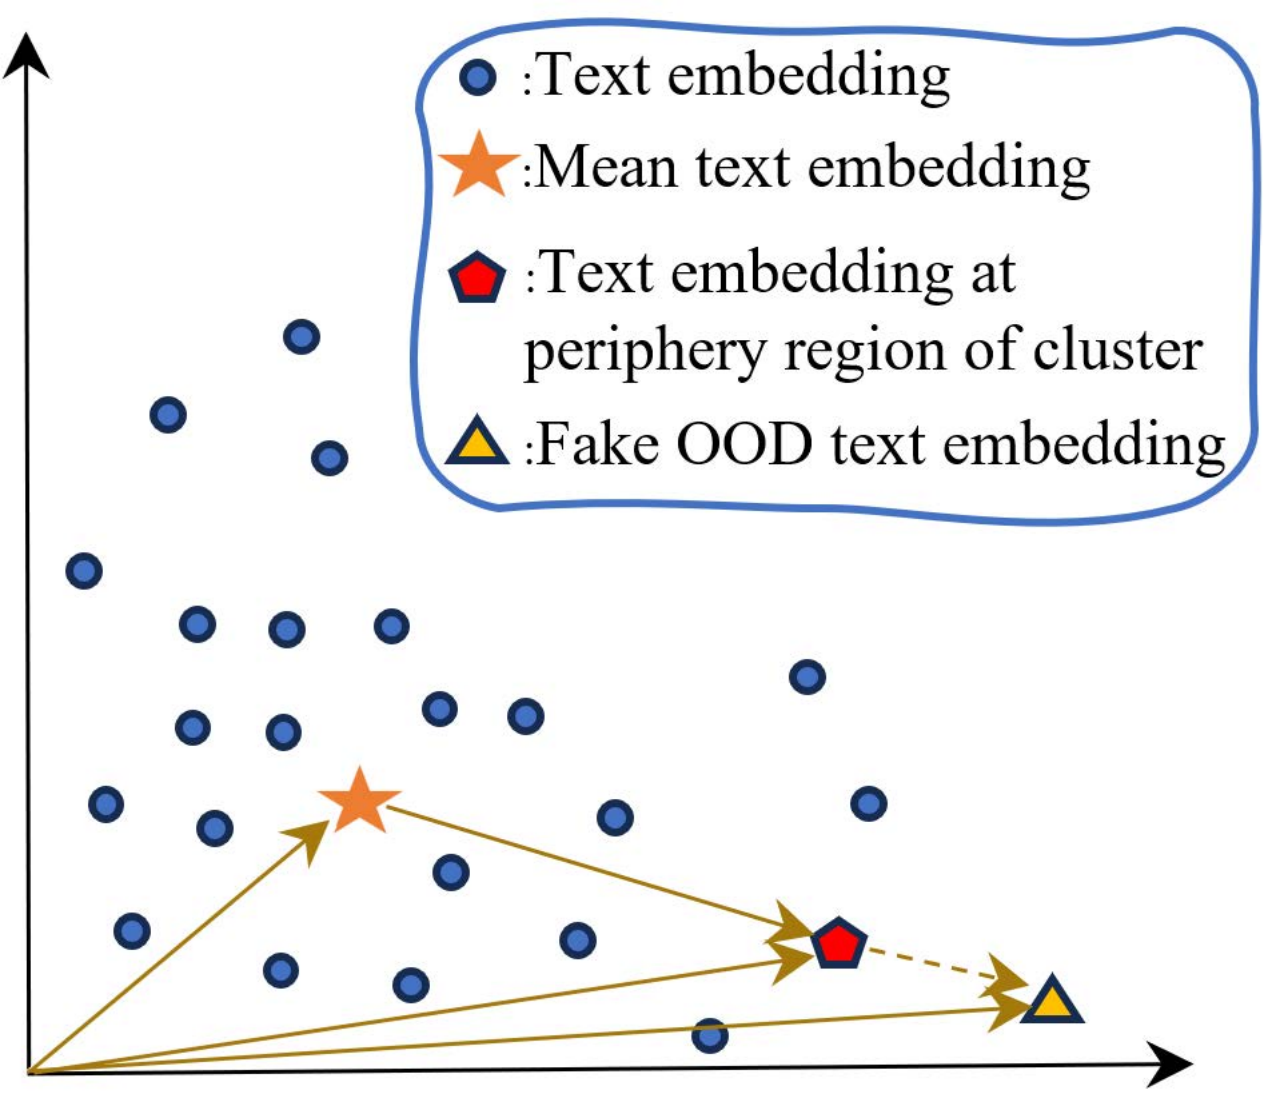 :Text embedding
:Mean text embedding
:Text embedding at
periphery region of cluster
:Fake OOD text embedding